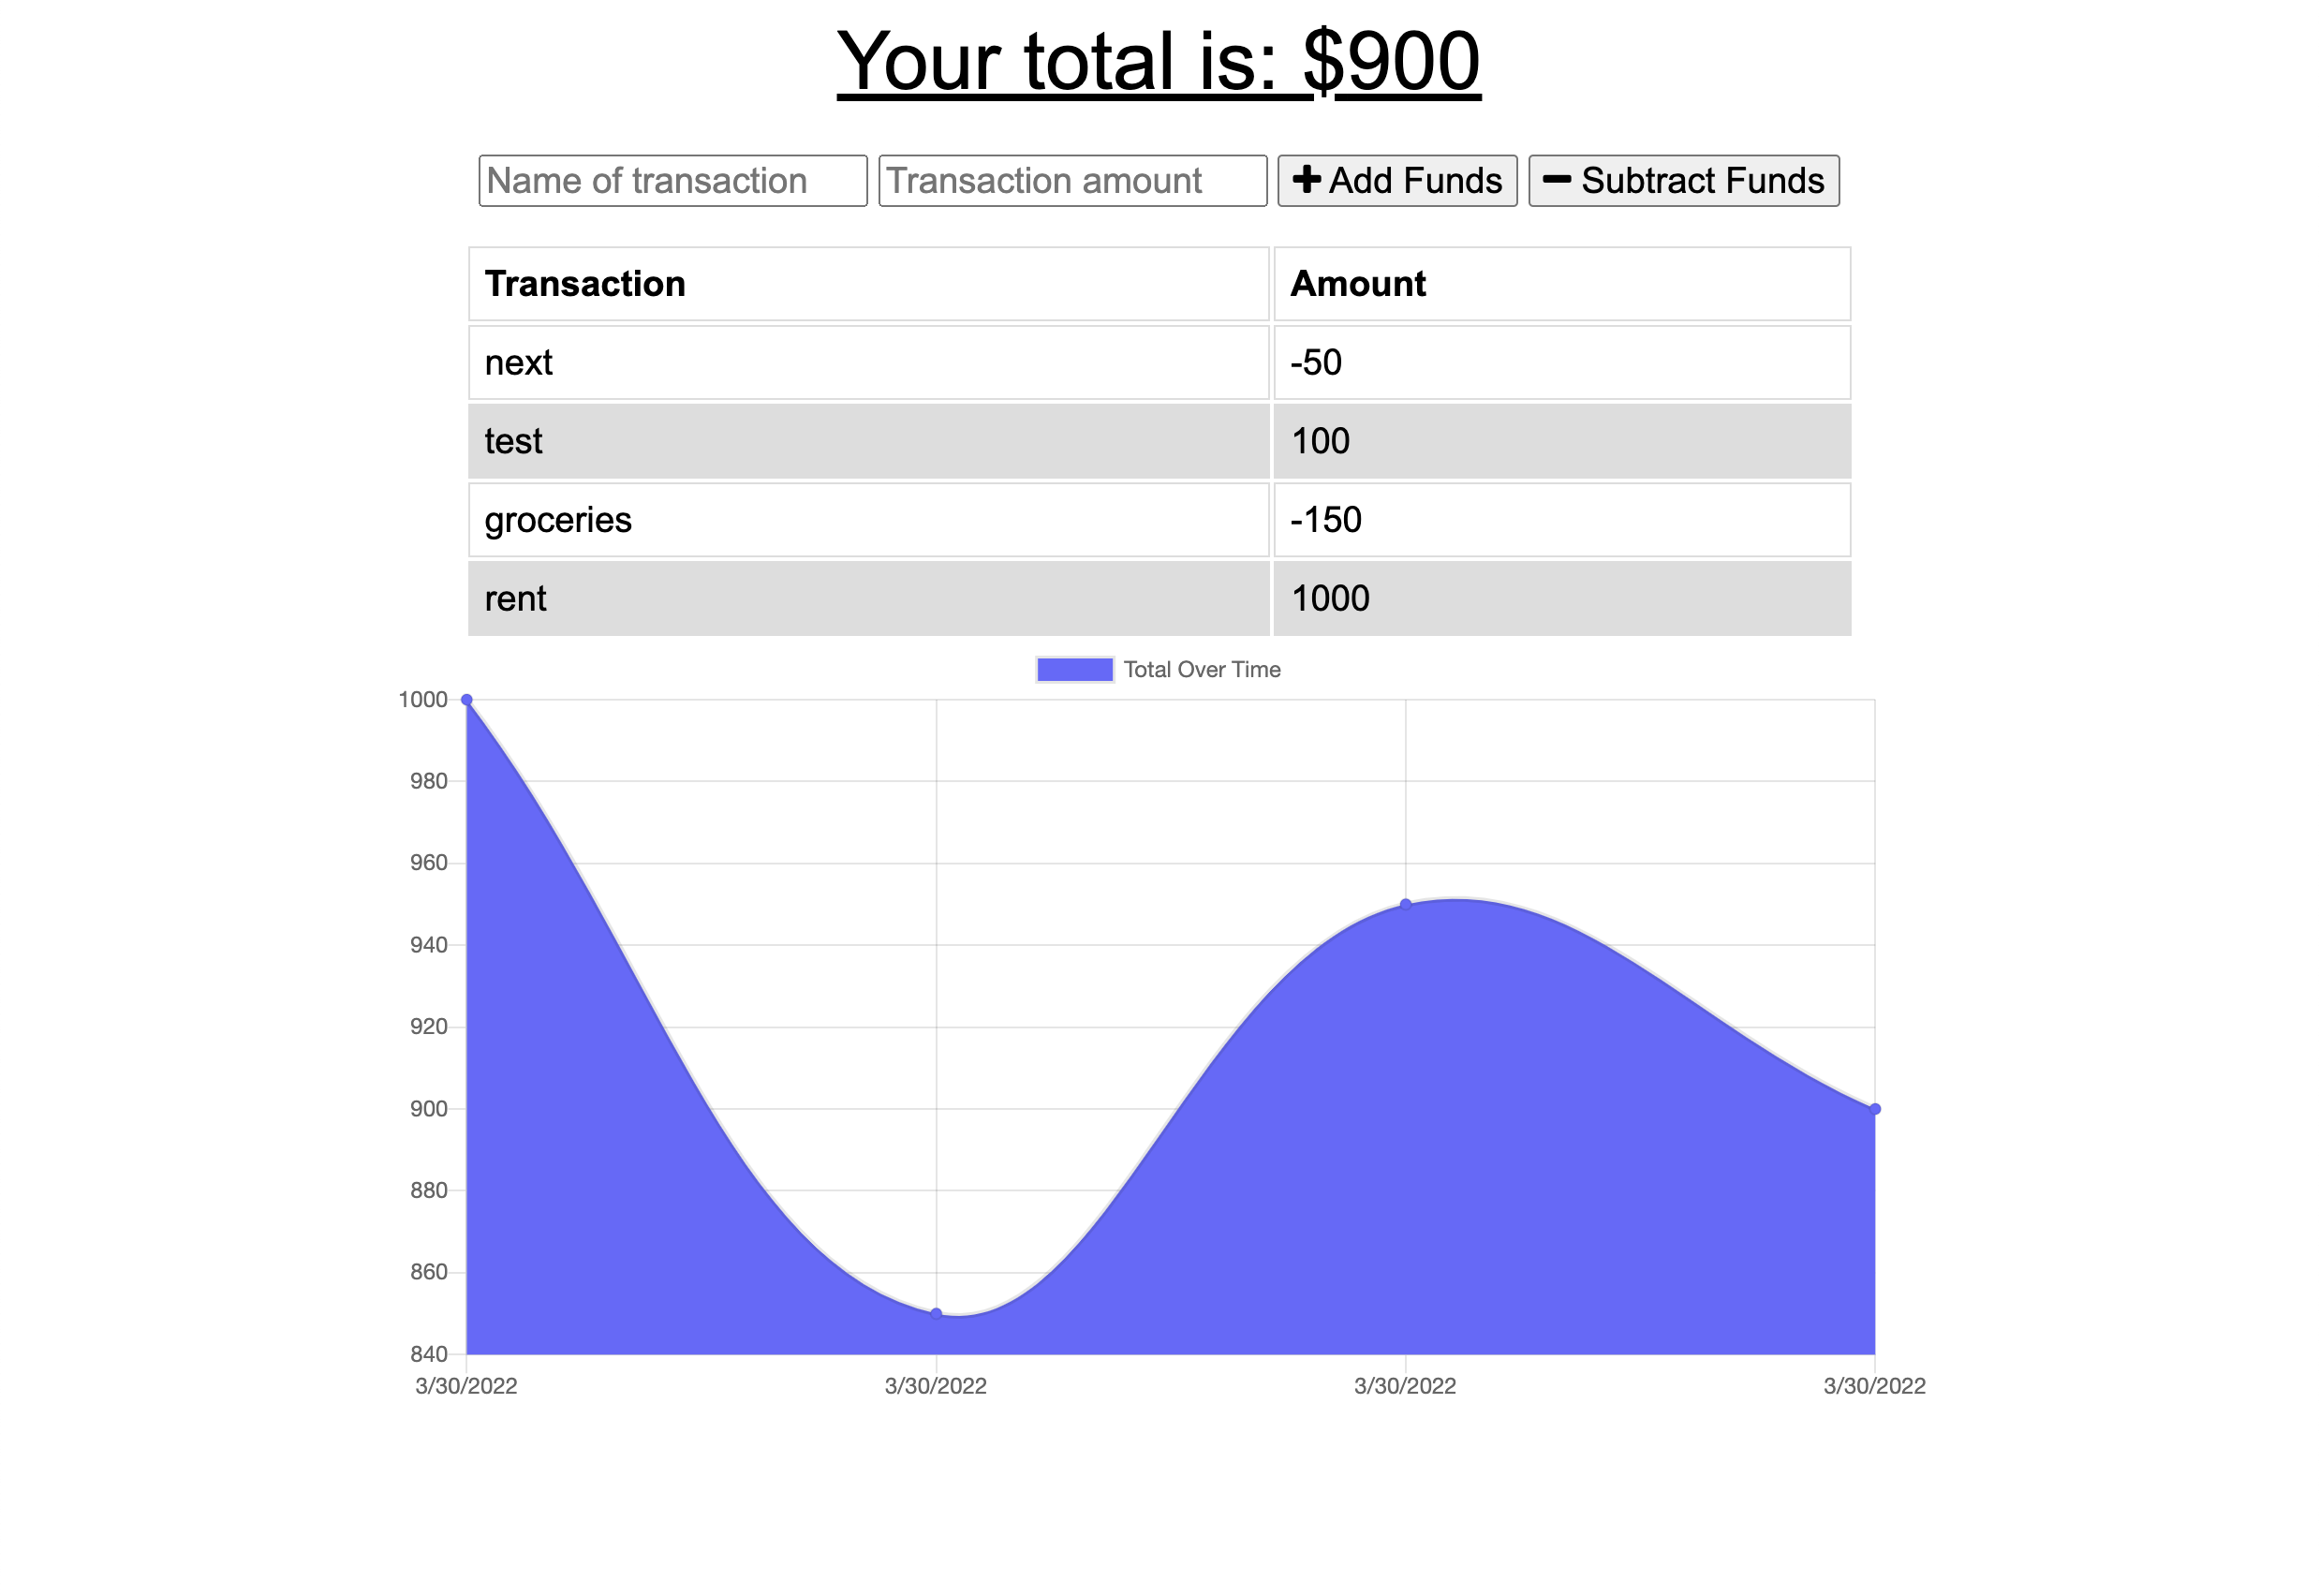 Your total is: $900
Name of transaction Transaction amount Add Funds Subtract Funds
Transaction Amount
next -50
test 100
groceries -150
rent 1000
Total Over Time
1000
980
960
940
920
900
880
860
840
3/30/2022 3/30/2022 3/30/2022 3/30/2022